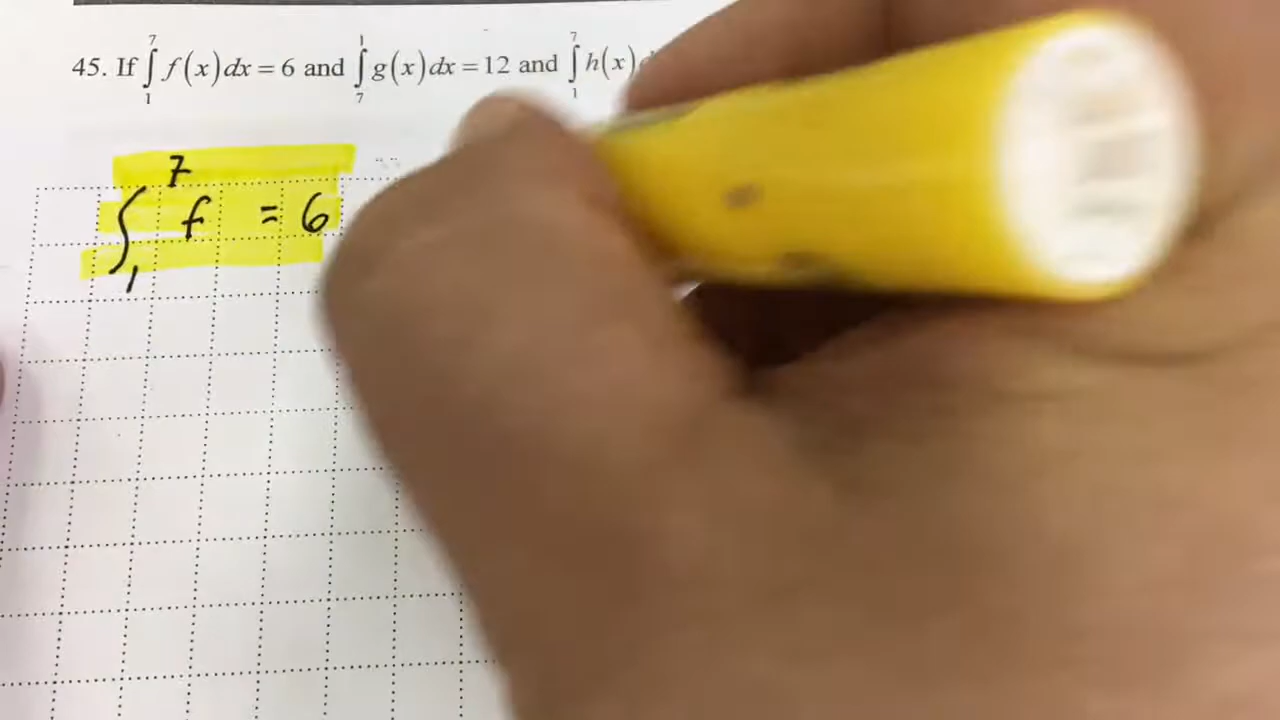 45. If ∫₁⁷ f(x)dx = 6 and ∫₇¹ g(x)dx = 12 and ∫₁⁷ h(x)
∫₁⁷ f = 6